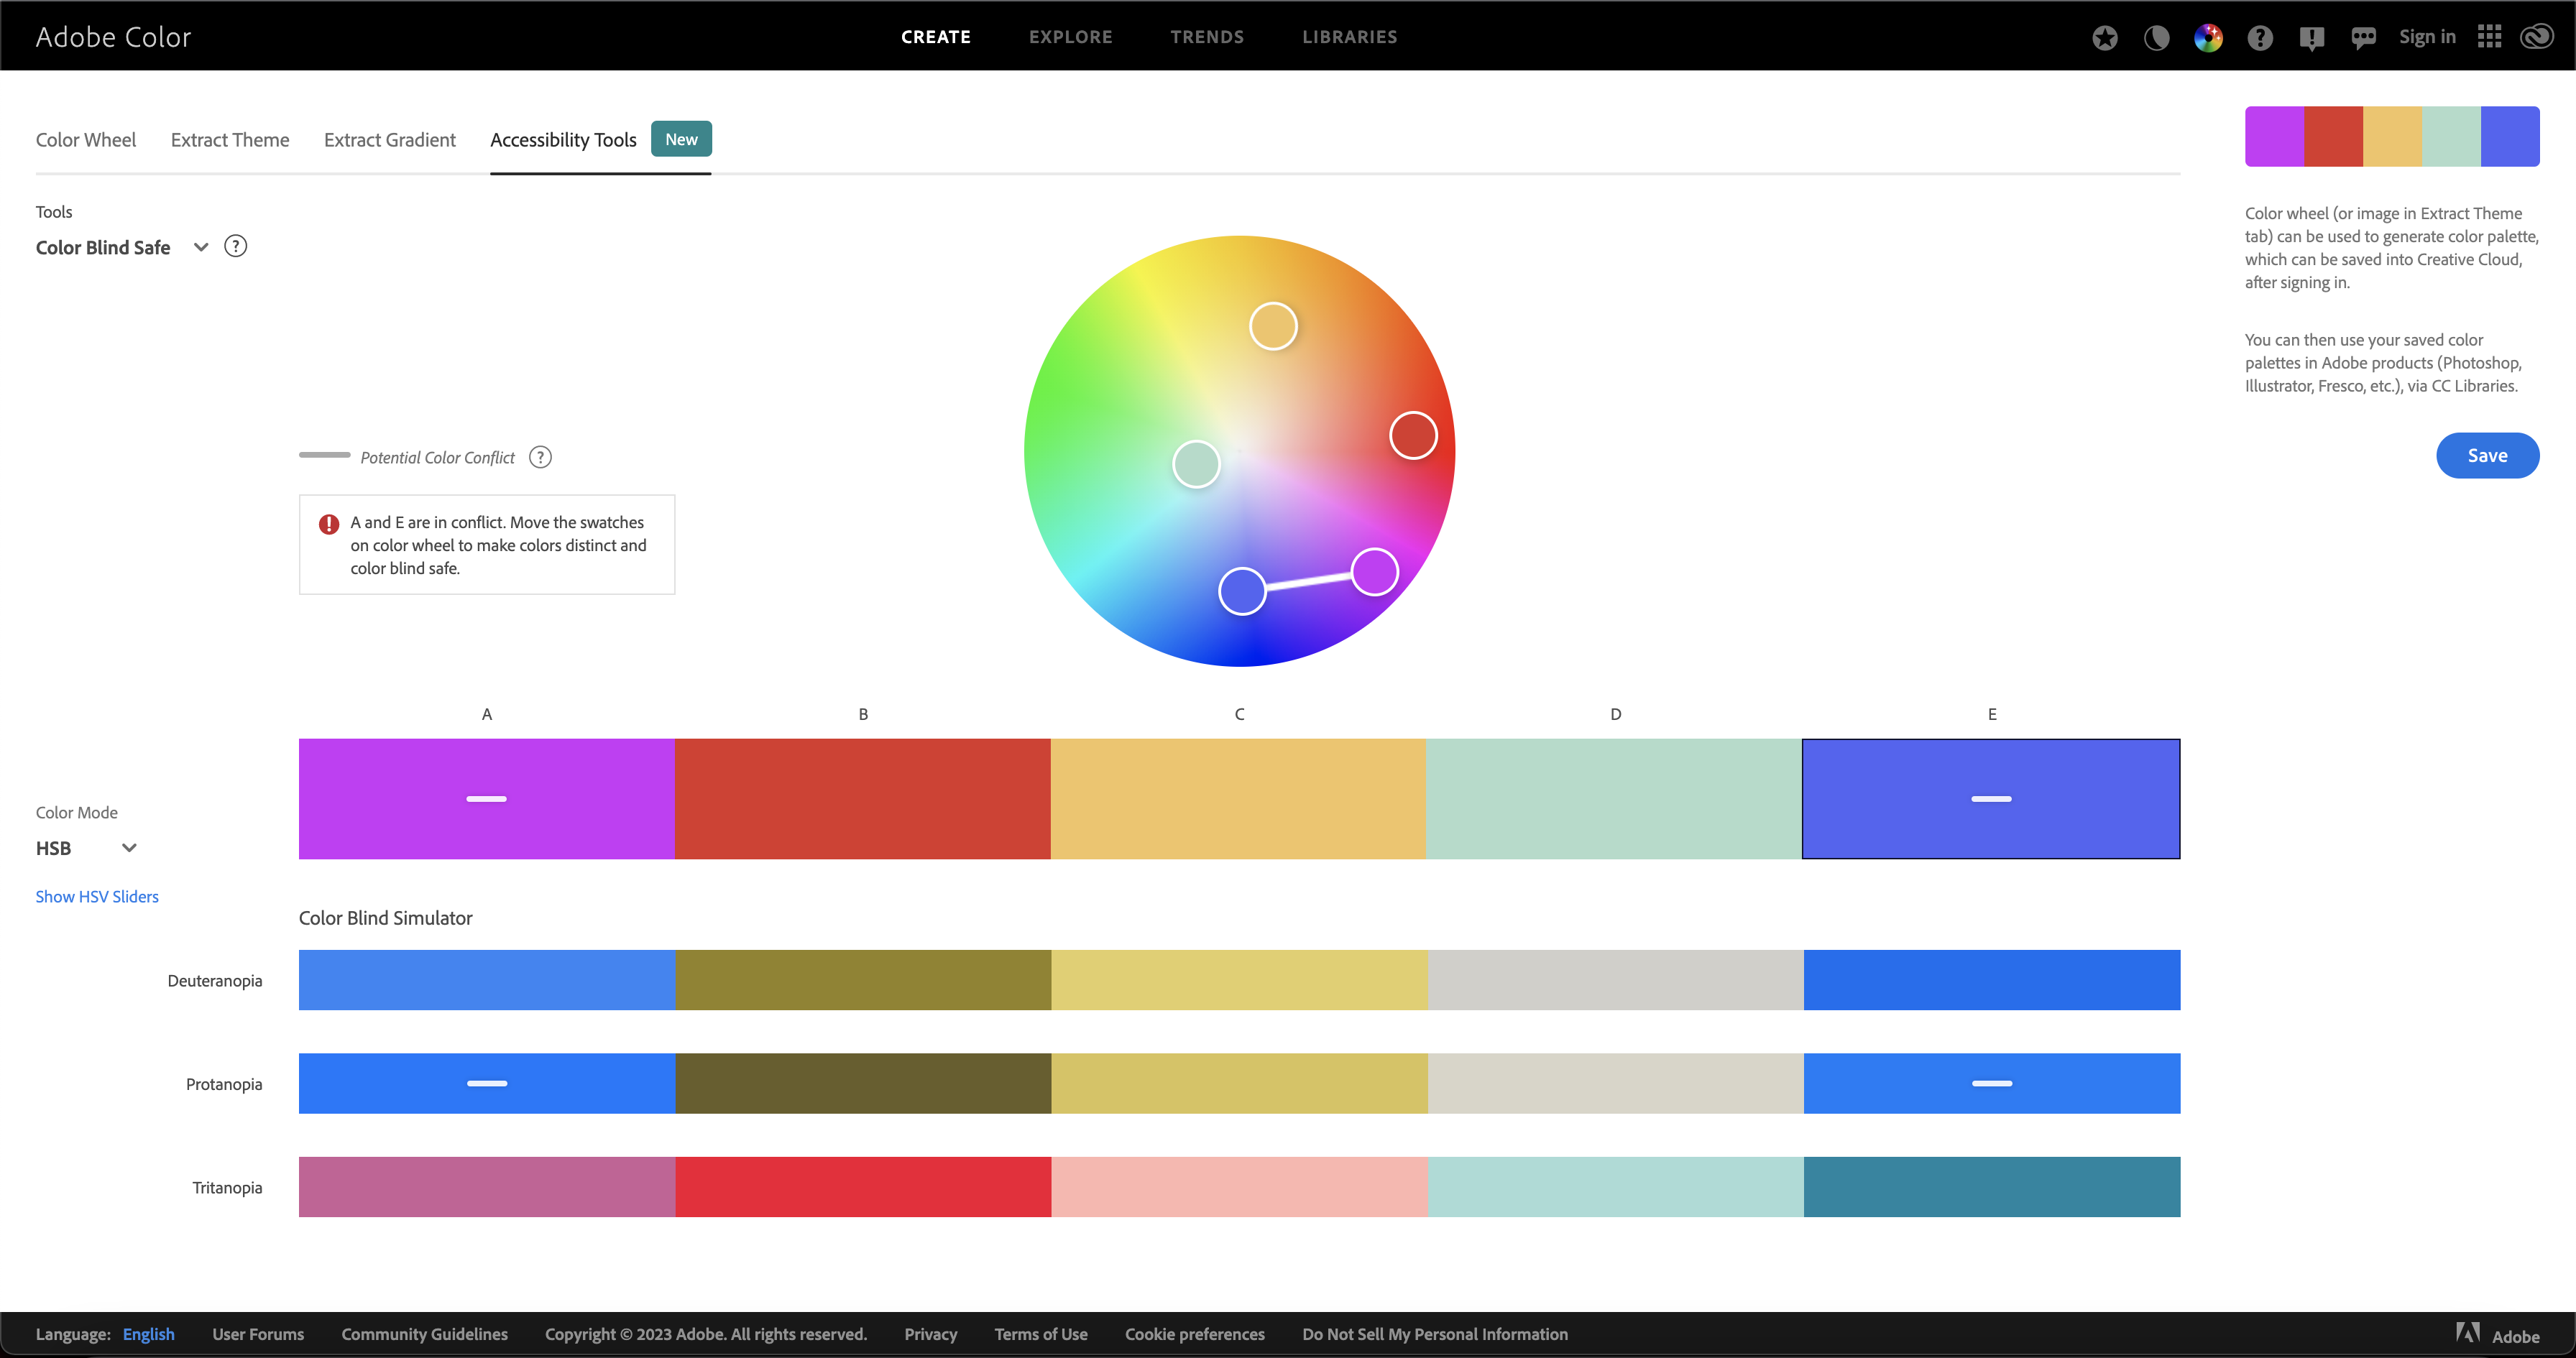 Adobe Color
CREATE
EXPLORE
TRENDS
LIBRARIES
Sign in
Color Wheel
Extract Theme
Extract Gradient
Accessibility Tools
New
Tools
Color Blind Safe
Color wheel (or image in Extract Theme
tab) can be used to generate color palette,
which can be saved into Creative Cloud,
after signing in.
You can then use your saved color
palettes in Adobe products (Photoshop,
Illustrator, Fresco, etc.), via CC Libraries.
Save
Potential Color Conflict
A and E are in conflict. Move the swatches
on color wheel to make colors distinct and
color blind safe.
A
B
C
D
E
Color Mode
HSB
Show HSV Sliders
Color Blind Simulator
Deuteranopia
Protanopia
Tritanopia
Language: English
User Forums
Community Guidelines
Copyright © 2023 Adobe. All rights reserved.
Privacy
Terms of Use
Cookie preferences
Do Not Sell My Personal Information
Adobe